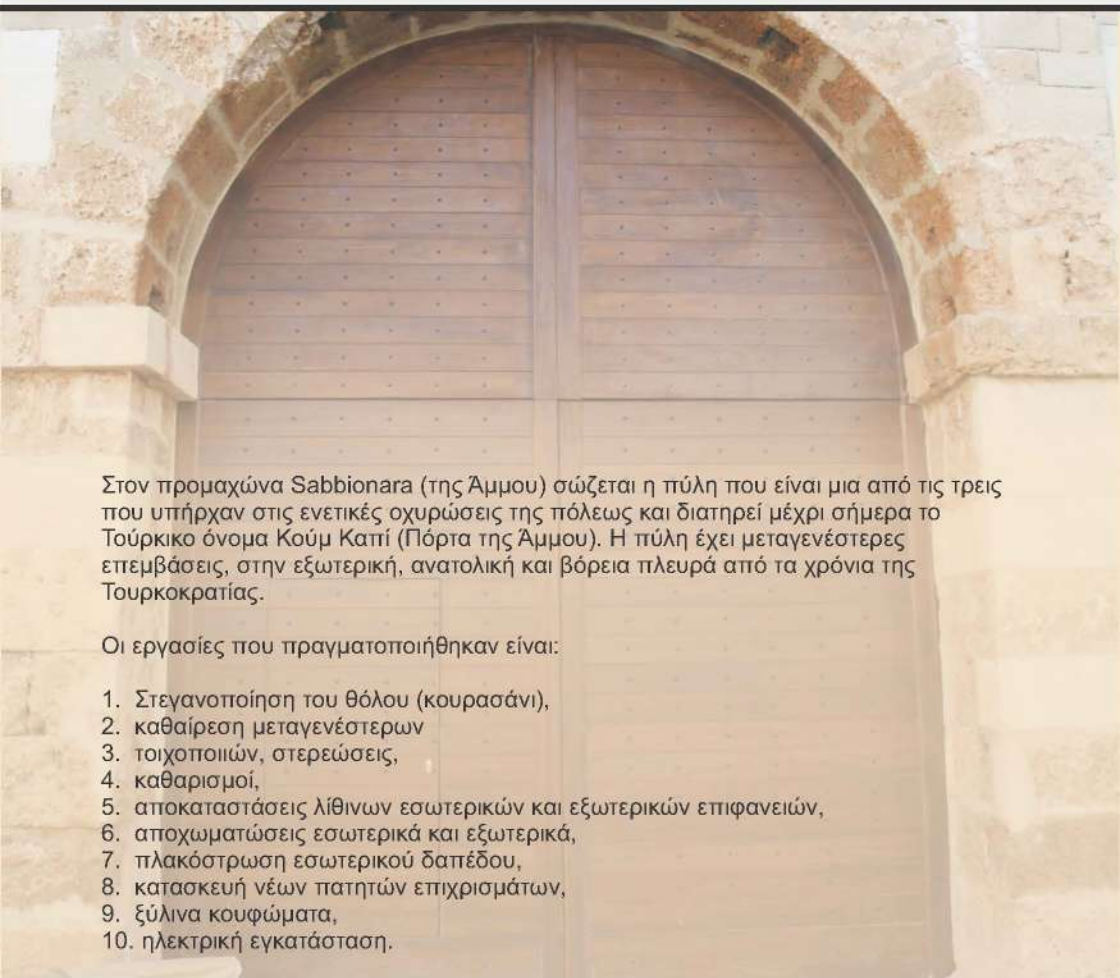 Στον προμαχώνα Sabbionara (της Άμμου) σώζεται η πύλη που είναι μια από τις τρεις
που υπήρχαν στις ενετικές οχυρώσεις της πόλεως και διατηρεί μέχρι σήμερα το
Τούρκικο όνομα Κούμ Καπί (Πόρτα της Άμμου). Η πύλη έχει μεταγενέστερες
επεμβάσεις, στην εξωτερική, ανατολική και βόρεια πλευρά από τα χρόνια της
Τουρκοκρατίας.
Οι εργασίες που πραγματοποιήθηκαν είναι:
1. Στεγανοποίηση του θόλου (κουρασάνι),
2. καθαίρεση μεταγενέστερων
3. τοιχοποιιών, στερεώσεις,
4. καθαρισμοί,
5. αποκαταστάσεις λίθινων εσωτερικών και εξωτερικών επιφανειών,
6. αποχωματώσεις εσωτερικά και εξωτερικά,
7. πλακόστρωση εσωτερικού δαπέδου,
8. κατασκευή νέων πατητών επιχρισμάτων,
9. ξύλινα κουφώματα,
10. ηλεκτρική εγκατάσταση.